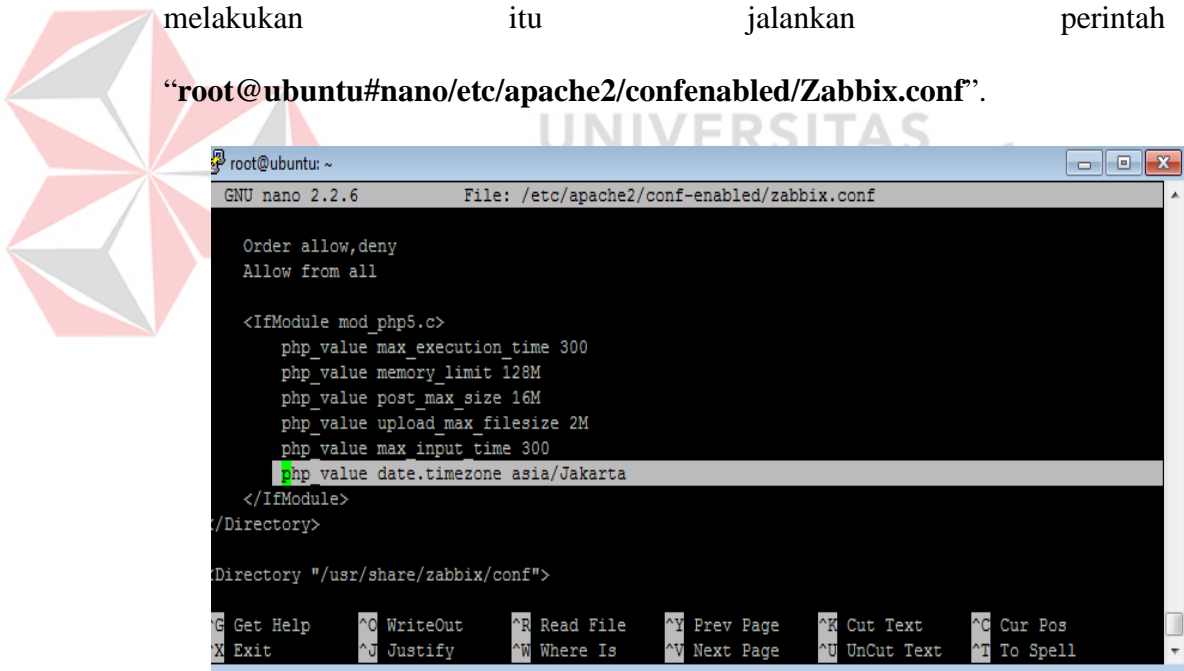 melakukan itu jalankan perintah
“root@ubuntu#nano/etc/apache2/confenabled/Zabbix.conf”.
UNIVERSITAS
root@ubuntu: ~
GNU nano 2.2.6 File: /etc/apache2/conf-enabled/zabbix.conf
Order allow,deny
Allow from all
<IfModule mod_php5.c>
php_value max_execution_time 300
php_value memory_limit 128M
php_value post_max_size 16M
php_value upload_max_filesize 2M
php_value max_input_time 300
php_value date.timezone asia/Jakarta
</IfModule>
/Directory>
Directory "/usr/share/zabbix/conf">
^G Get Help ^O WriteOut ^R Read File ^Y Prev Page ^K Cut Text ^C Cur Pos
^X Exit ^J Justify ^W Where Is ^V Next Page ^U UnCut Text ^T To Spell